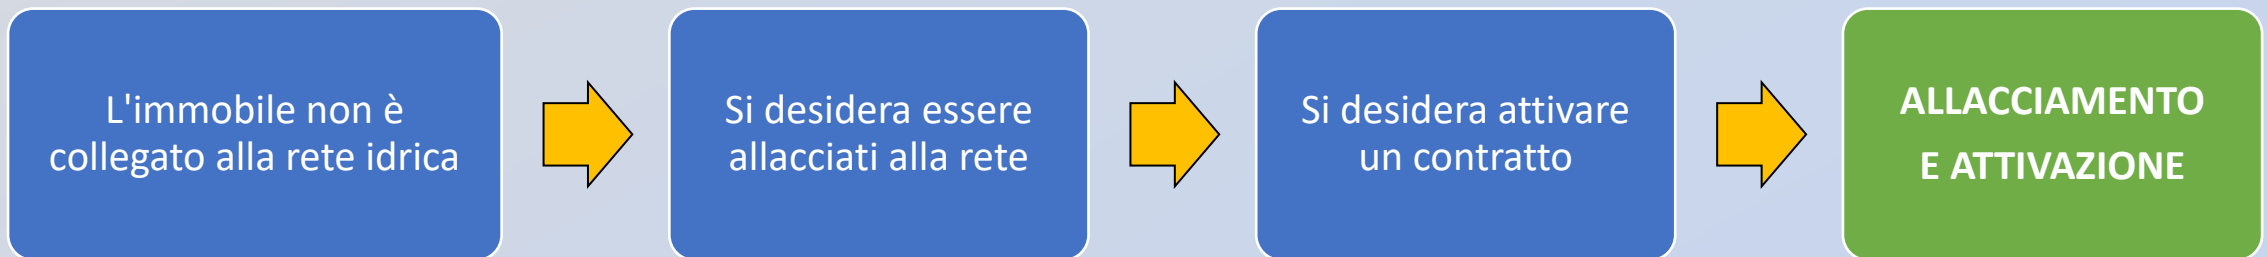 L'immobile non è
collegato alla rete idrica
Si desidera essere
allacciati alla rete
Si desidera attivare
un contratto
ALLACCIAMENTO
E ATTIVAZIONE